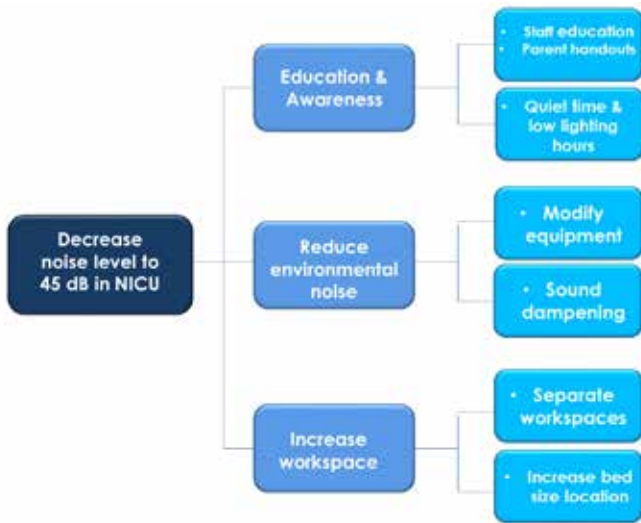 Decrease
noise level to
45 dB in NICU
Education &
Awareness
• Staff education
• Parent handouts
• Quiet time &
low lighting
hours
Reduce
environmental
noise
• Modify
equipment
• Sound
dampening
Increase
workspace
• Separate
workspaces
• Increase bed
size location